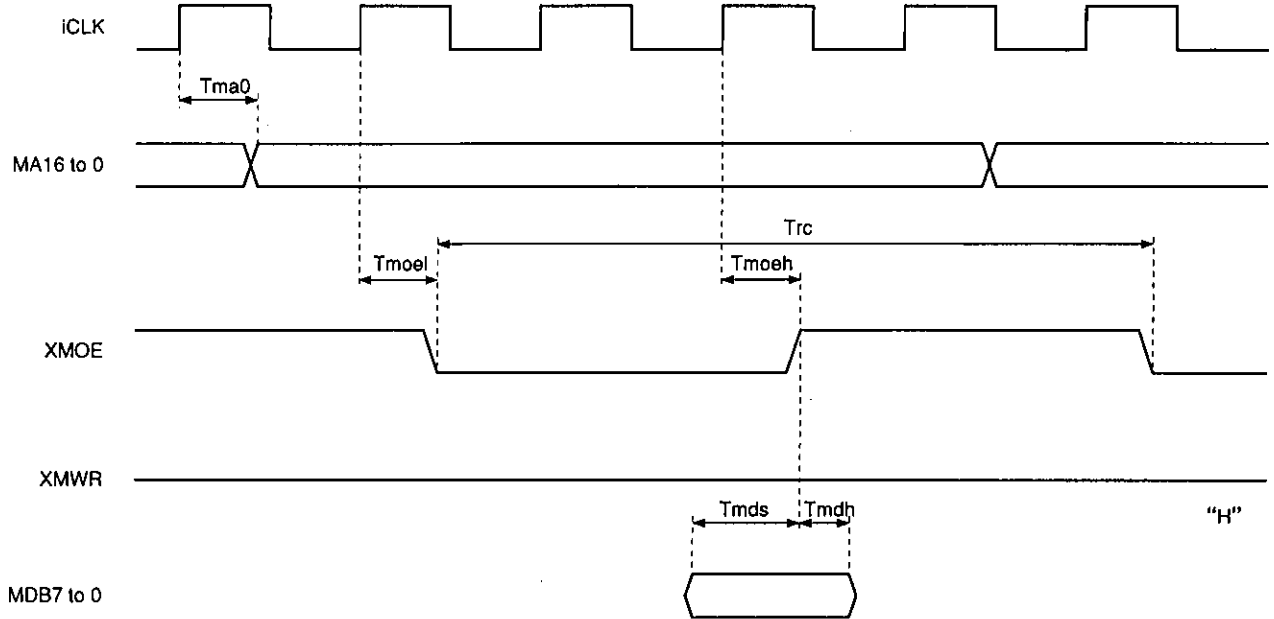 iCLK
Tma0
MA16 to 0
Trc
Tmoel
Tmoeh
XMOE
XMWR
Tmds
Tmdh
“H”
MDB7 to 0